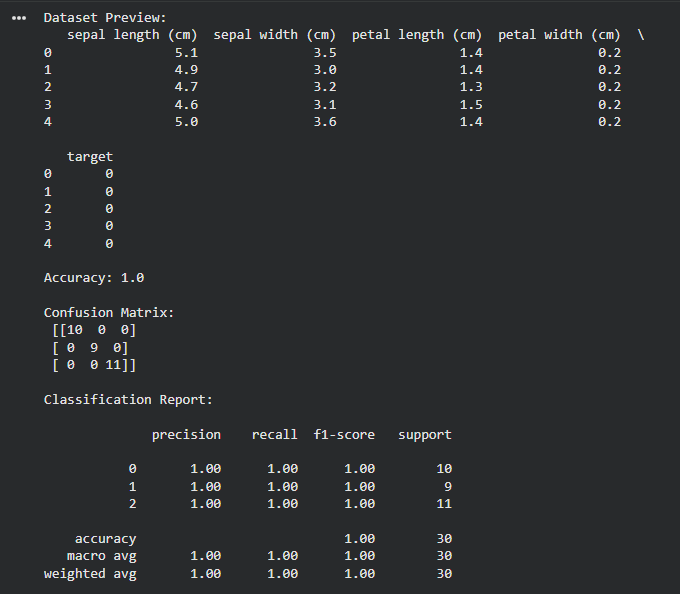 Dataset Preview:
   sepal length (cm)  sepal width (cm)  petal length (cm)  petal width (cm)  \
0                5.1               3.5                1.4               0.2
1                4.9               3.0                1.4               0.2
2                4.7               3.2                1.3               0.2
3                4.6               3.1                1.5               0.2
4                5.0               3.6                1.4               0.2
   target
0       0
1       0
2       0
3       0
4       0
Accuracy: 1.0
Confusion Matrix:
 [[10  0  0]
 [ 0  9  0]
 [ 0  0 11]]
Classification Report:
              precision    recall  f1-score   support
           0       1.00      1.00      1.00        10
           1       1.00      1.00      1.00         9
           2       1.00      1.00      1.00        11
    accuracy                           1.00        30
   macro avg       1.00      1.00      1.00        30
weighted avg       1.00      1.00      1.00        30